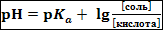 pH = pKₐ + lg [соль]/[кислота]